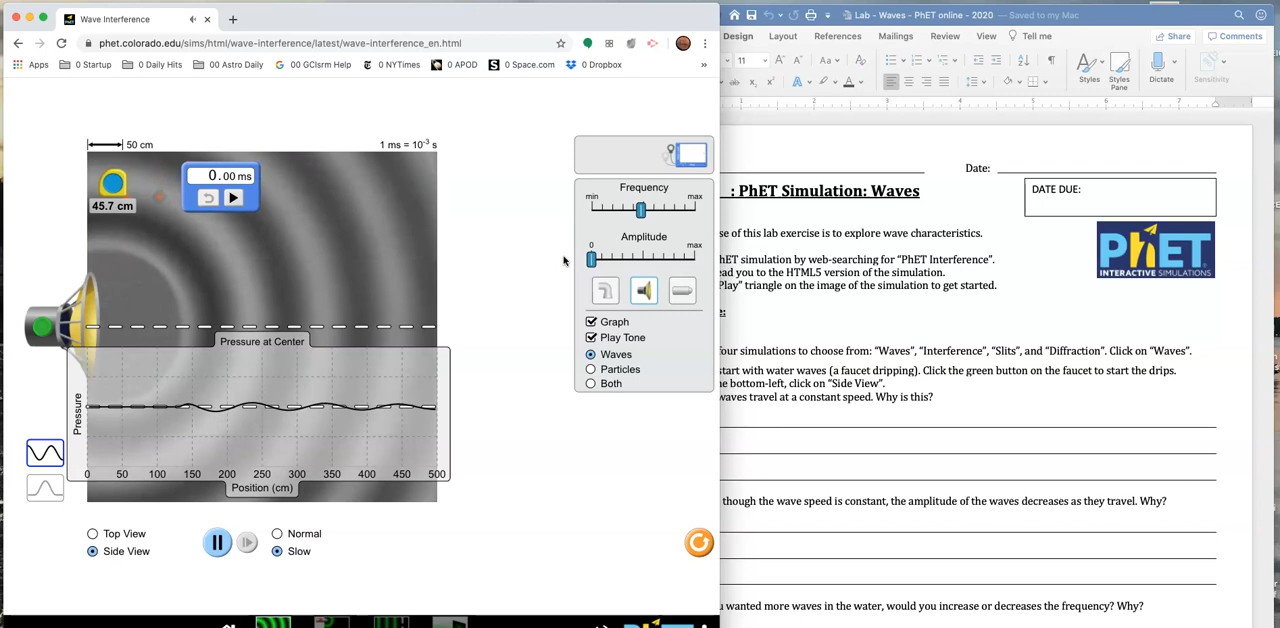 Wave Interference
phet.colorado.edu/sims/html/wave-interference/latest/wave-interference_en.html
Apps 0 Startup 0 Daily Hits 0 Astro Daily 00 GClsrm Help 0 NYTimes 0 APOD 0 Space.com 0 Dropbox »
50 cm 1 ms = 10⁻³ s
0.00 ms
45.7 cm
Pressure at Center
Pressure
0 50 100 150 200 250 300 350 400 450 500
Position (cm)
Top View
Side View
Normal
Slow
Frequency
min max
Amplitude
0 max
Graph
Play Tone
Waves
Particles
Both
Lab - Waves - PhET online - 2020 — Saved to my Mac
Design Layout References Mailings Review View Tell me Share Comments
11 Aa
Styles Styles Pane Dictate Sensitivity
1 2 3 4 5 6 7
Date:
: PhET Simulation: Waves
DATE DUE:
se of this lab exercise is to explore wave characteristics.
hET simulation by web-searching for “PhET Interference”.
ead you to the HTML5 version of the simulation.
Play” triangle on the image of the simulation to get started.
PhET
INTERACTIVE SIMULATIONS
e:
four simulations to choose from: “Waves”, “Interference”, “Slits”, and “Diffraction”. Click on “Waves”.
start with water waves (a faucet dripping). Click the green button on the faucet to start the drips.
he bottom-left, click on “Side View”.
waves travel at a constant speed. Why is this?
though the wave speed is constant, the amplitude of the waves decreases as they travel. Why?
u wanted more waves in the water, would you increase or decreases the frequency? Why?